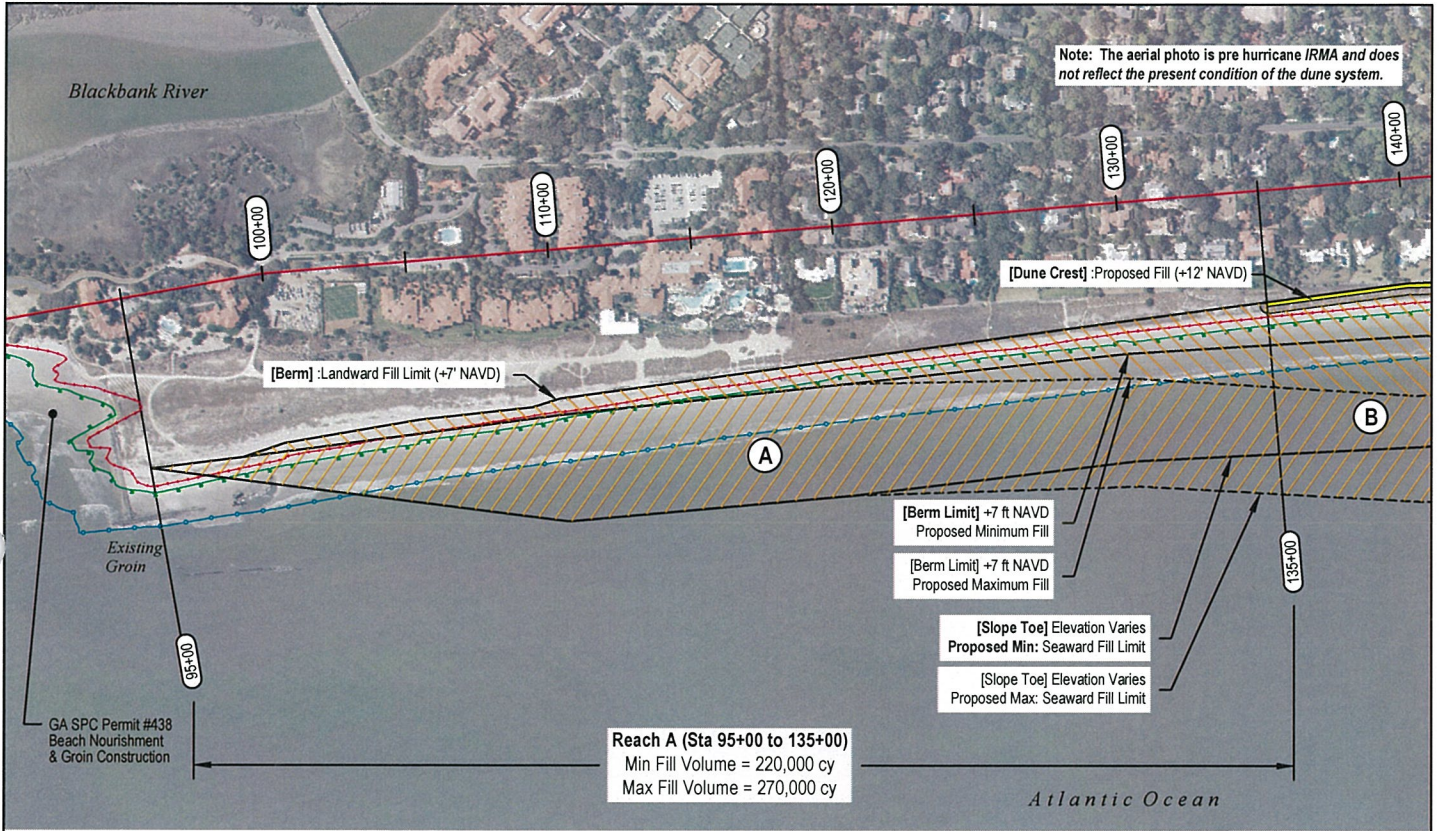 Blackbank River
Note: The aerial photo is pre hurricane IRMA and does
not reflect the present condition of the dune system.
100+00
110+00
120+00
130+00
140+00
[Dune Crest] :Proposed Fill (+12' NAVD)
[Berm] :Landward Fill Limit (+7' NAVD)
A
B
[Berm Limit] +7 ft NAVD
Proposed Minimum Fill
[Berm Limit] +7 ft NAVD
Proposed Maximum Fill
Existing
Groin
95+00
135+00
[Slope Toe] Elevation Varies
Proposed Min: Seaward Fill Limit
[Slope Toe] Elevation Varies
Proposed Max: Seaward Fill Limit
GA SPC Permit #438
Beach Nourishment
& Groin Construction
Reach A (Sta 95+00 to 135+00)
Min Fill Volume = 220,000 cy
Max Fill Volume = 270,000 cy
Atlantic Ocean